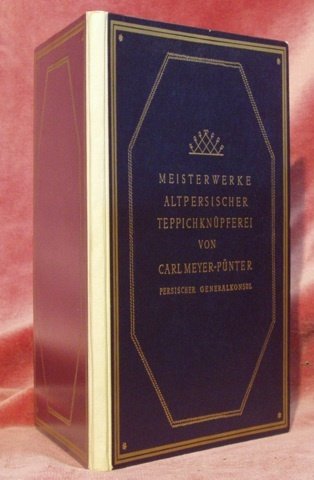 MEISTERWERKE
ALTPERSISCHER
TEPPICHKNÜPFEREI
VON
CARL MEYER-PÜNTER
PERSISCHER GENERALKONSUL